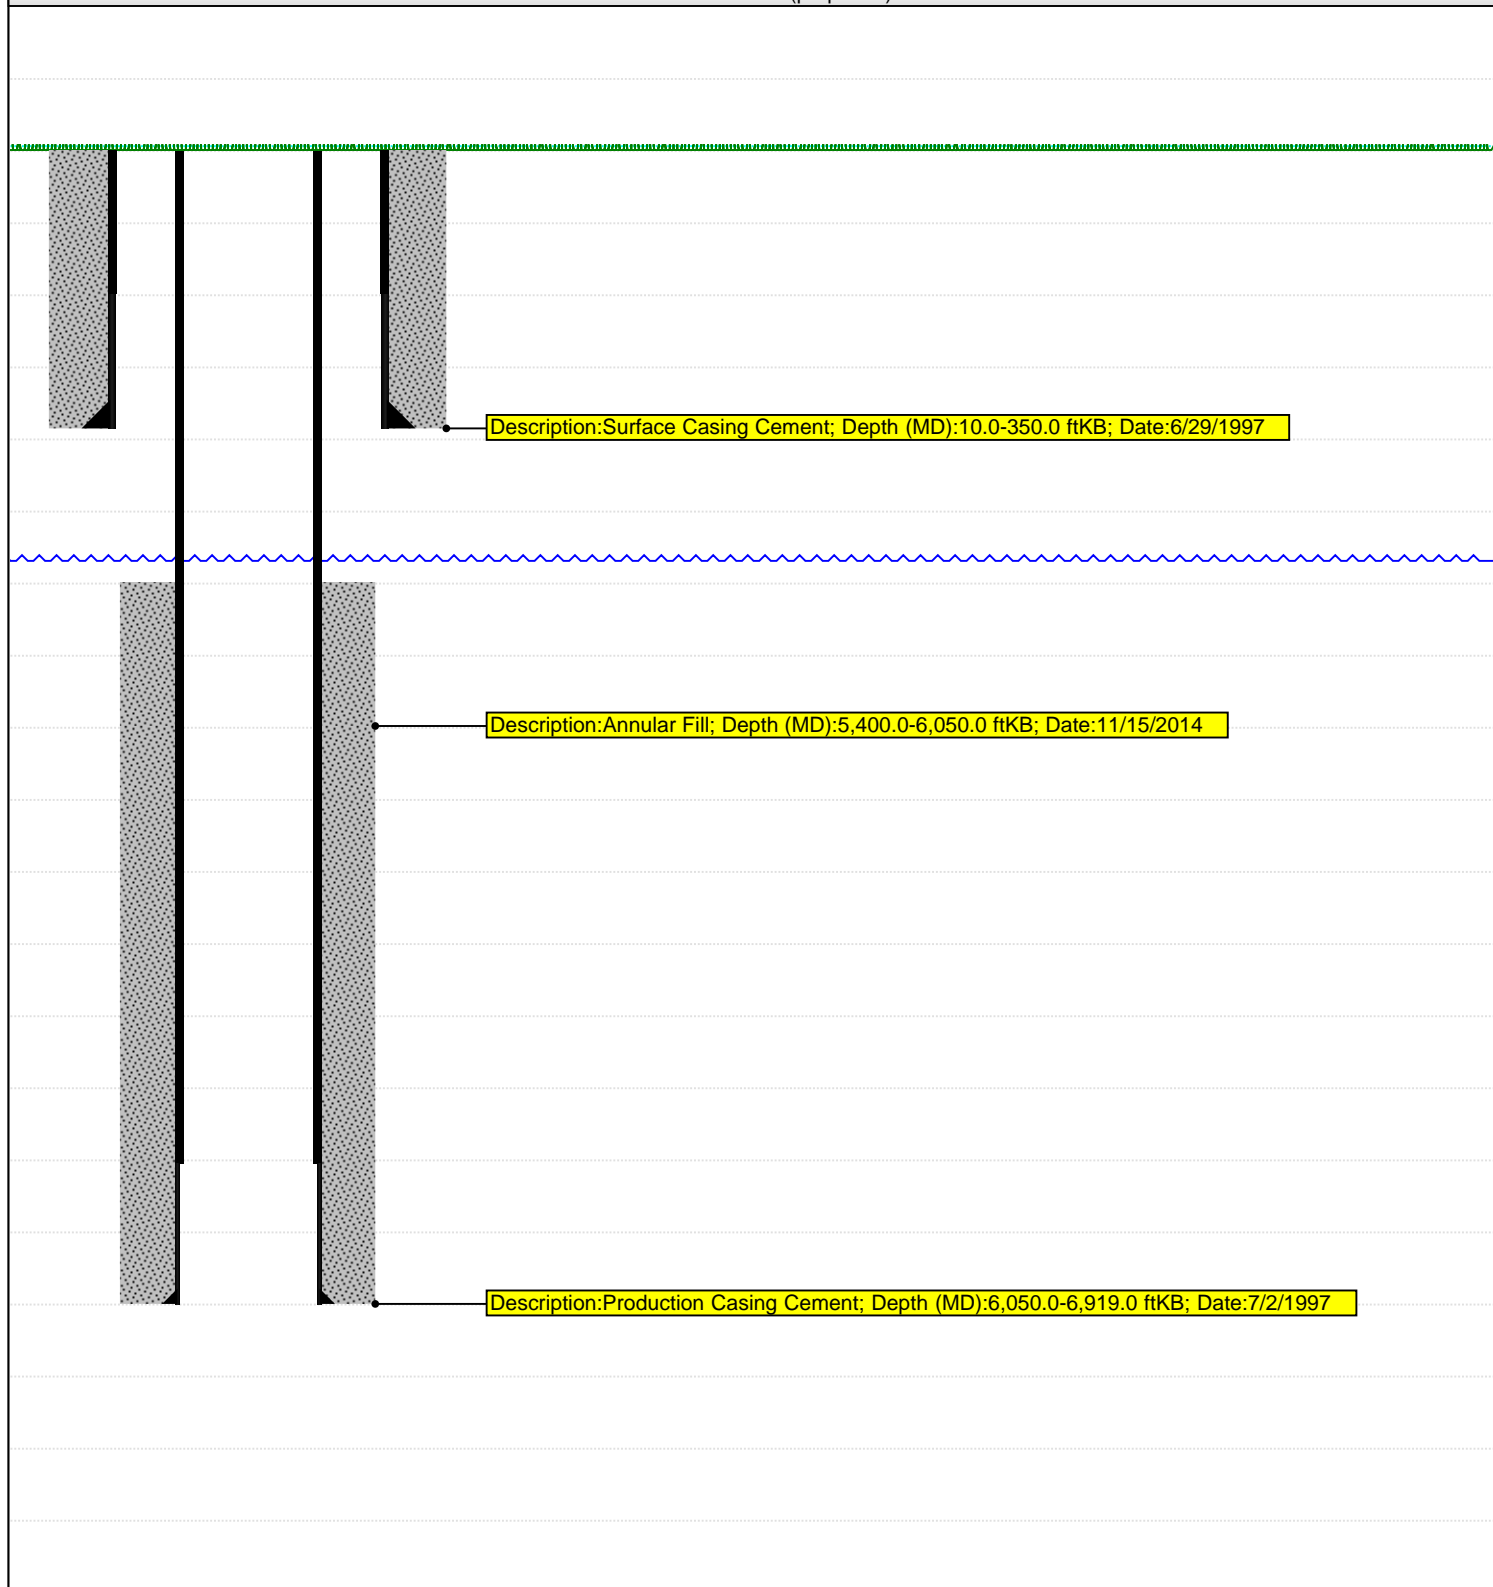 Description:Surface Casing Cement; Depth (MD):10.0-350.0 ftKB; Date:6/29/1997
Description:Annular Fill; Depth (MD):5,400.0-6,050.0 ftKB; Date:11/15/2014
Description:Production Casing Cement; Depth (MD):6,050.0-6,919.0 ftKB; Date:7/2/1997